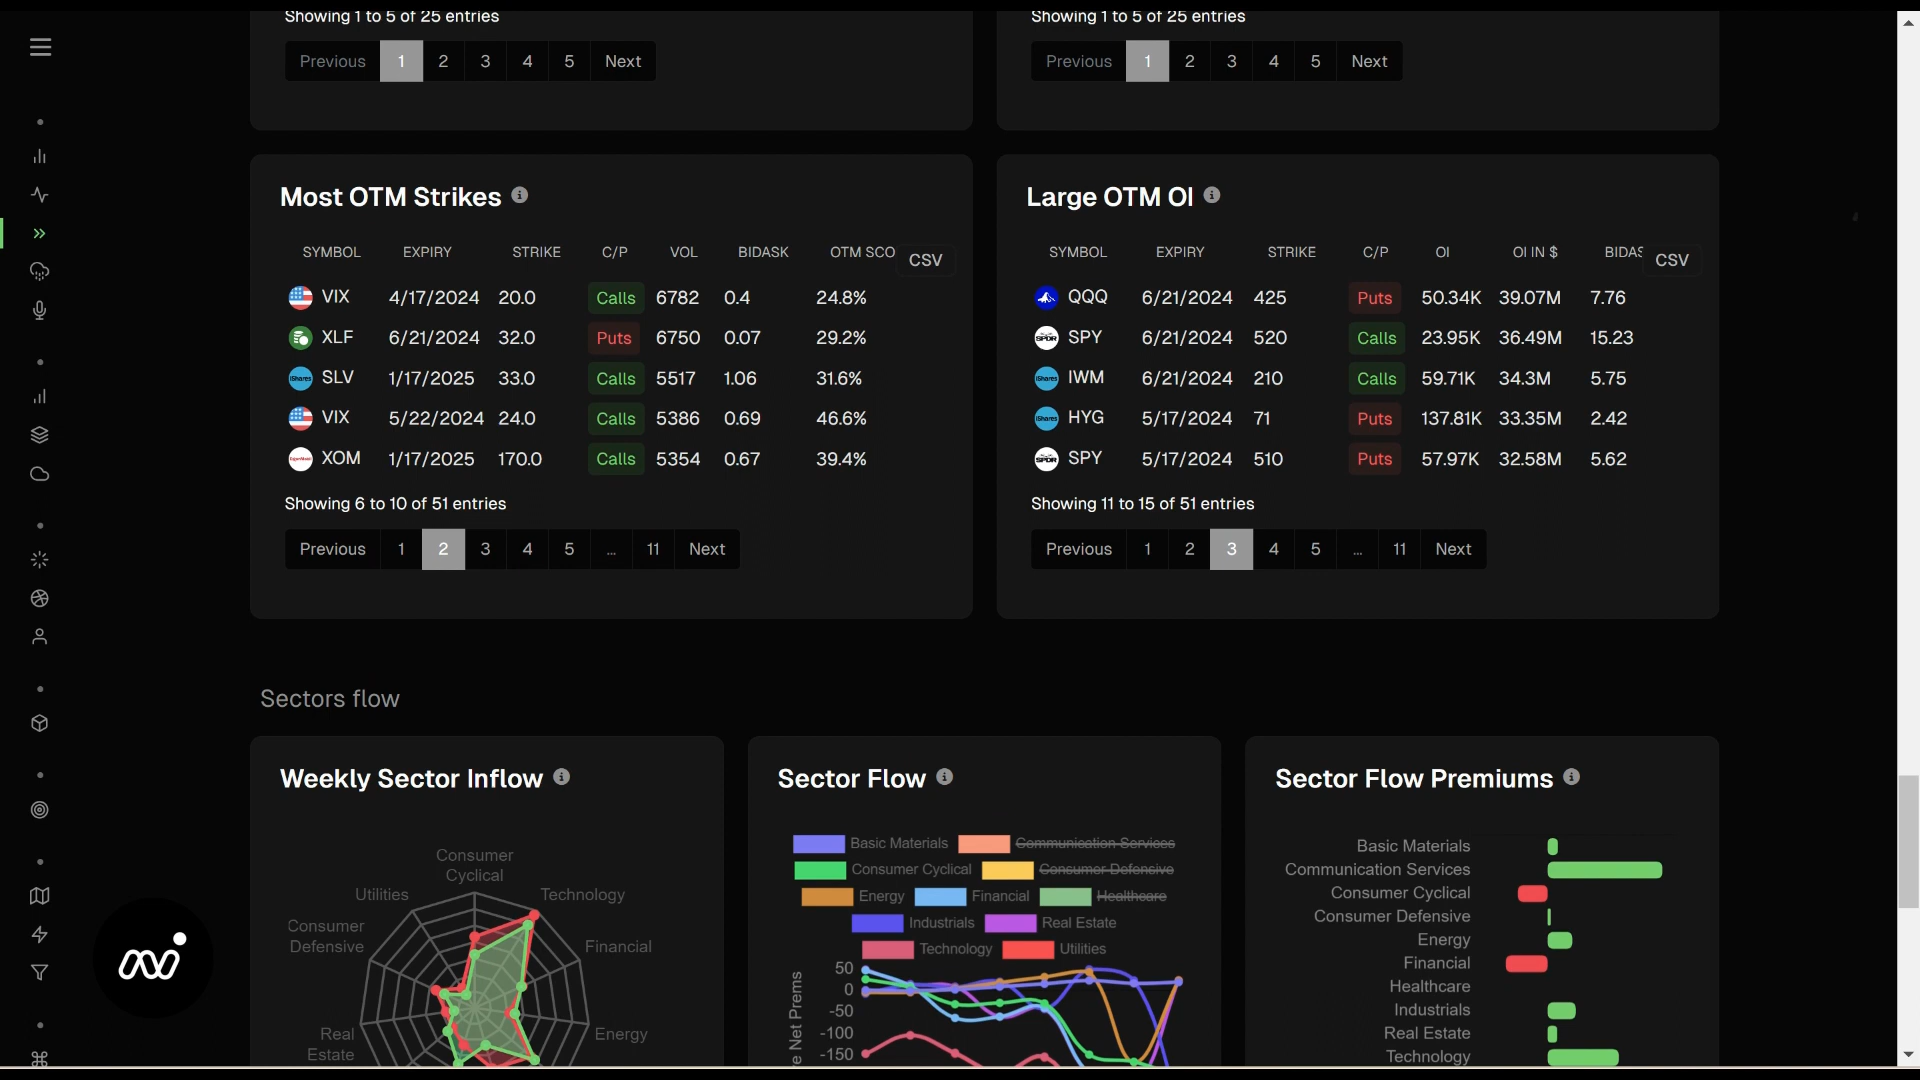 Showing 1 to 5 of 25 entries
Previous 1 2 3 4 5 Next
Showing 1 to 5 of 25 entries
Previous 1 2 3 4 5 Next
Most OTM Strikes
CSV
SYMBOL EXPIRY STRIKE C/P VOL BIDASK OTM SCO
VIX 4/17/2024 20.0 Calls 6782 0.4 24.8%
XLF 6/21/2024 32.0 Puts 6750 0.07 29.2%
SLV 1/17/2025 33.0 Calls 5517 1.06 31.6%
VIX 5/22/2024 24.0 Calls 5386 0.69 46.6%
XOM 1/17/2025 170.0 Calls 5354 0.67 39.4%
Showing 6 to 10 of 51 entries
Previous 1 2 3 4 5 ... 11 Next
Large OTM OI
CSV
SYMBOL EXPIRY STRIKE C/P OI OI IN $ BIDAS
QQQ 6/21/2024 425 Puts 50.34K 39.07M 7.76
SPY 6/21/2024 520 Calls 23.95K 36.49M 15.23
IWM 6/21/2024 210 Calls 59.71K 34.3M 5.75
HYG 5/17/2024 71 Puts 137.81K 33.35M 2.42
SPY 5/17/2024 510 Puts 57.97K 32.58M 5.62
Showing 11 to 15 of 51 entries
Previous 1 2 3 4 5 ... 11 Next
Sectors flow
Weekly Sector Inflow
Consumer
Cyclical
Utilities
Technology
Consumer
Defensive
Financial
Real
Estate
Energy
Sector Flow
Basic Materials Communication Services
Consumer Cyclical Consumer Defensive
Energy Financial Healthcare
Industrials Real Estate
Technology Utilities
50
0
-50
-100
-150
Net Prems
Sector Flow Premiums
Basic Materials
Communication Services
Consumer Cyclical
Consumer Defensive
Energy
Financial
Healthcare
Industrials
Real Estate
Technology